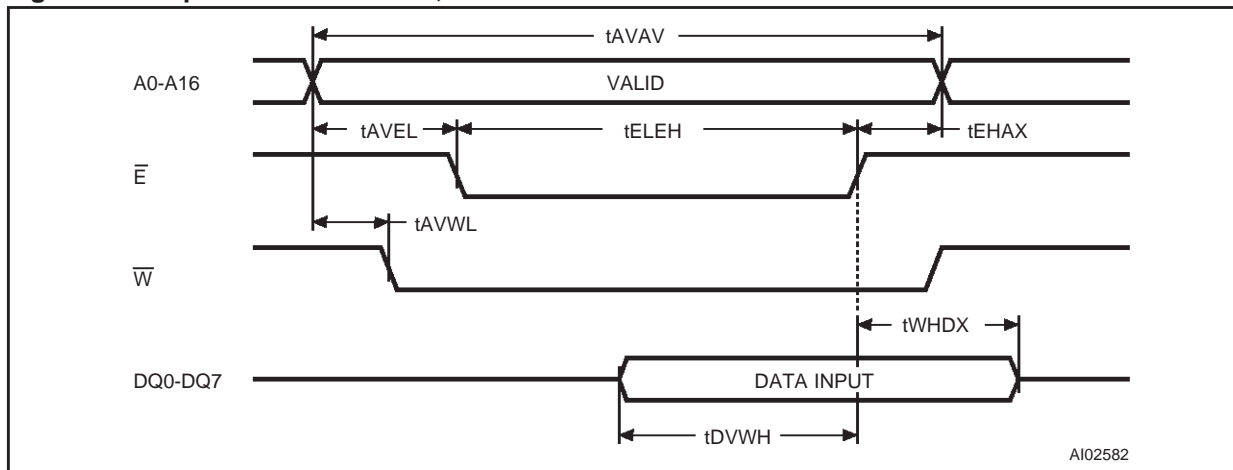 tAVAV
A0-A16
VALID
tAVEL
tELEH
tEHAX
E
tAVWL
W
tWHDX
DQ0-DQ7
DATA INPUT
tDVWH
AI02582